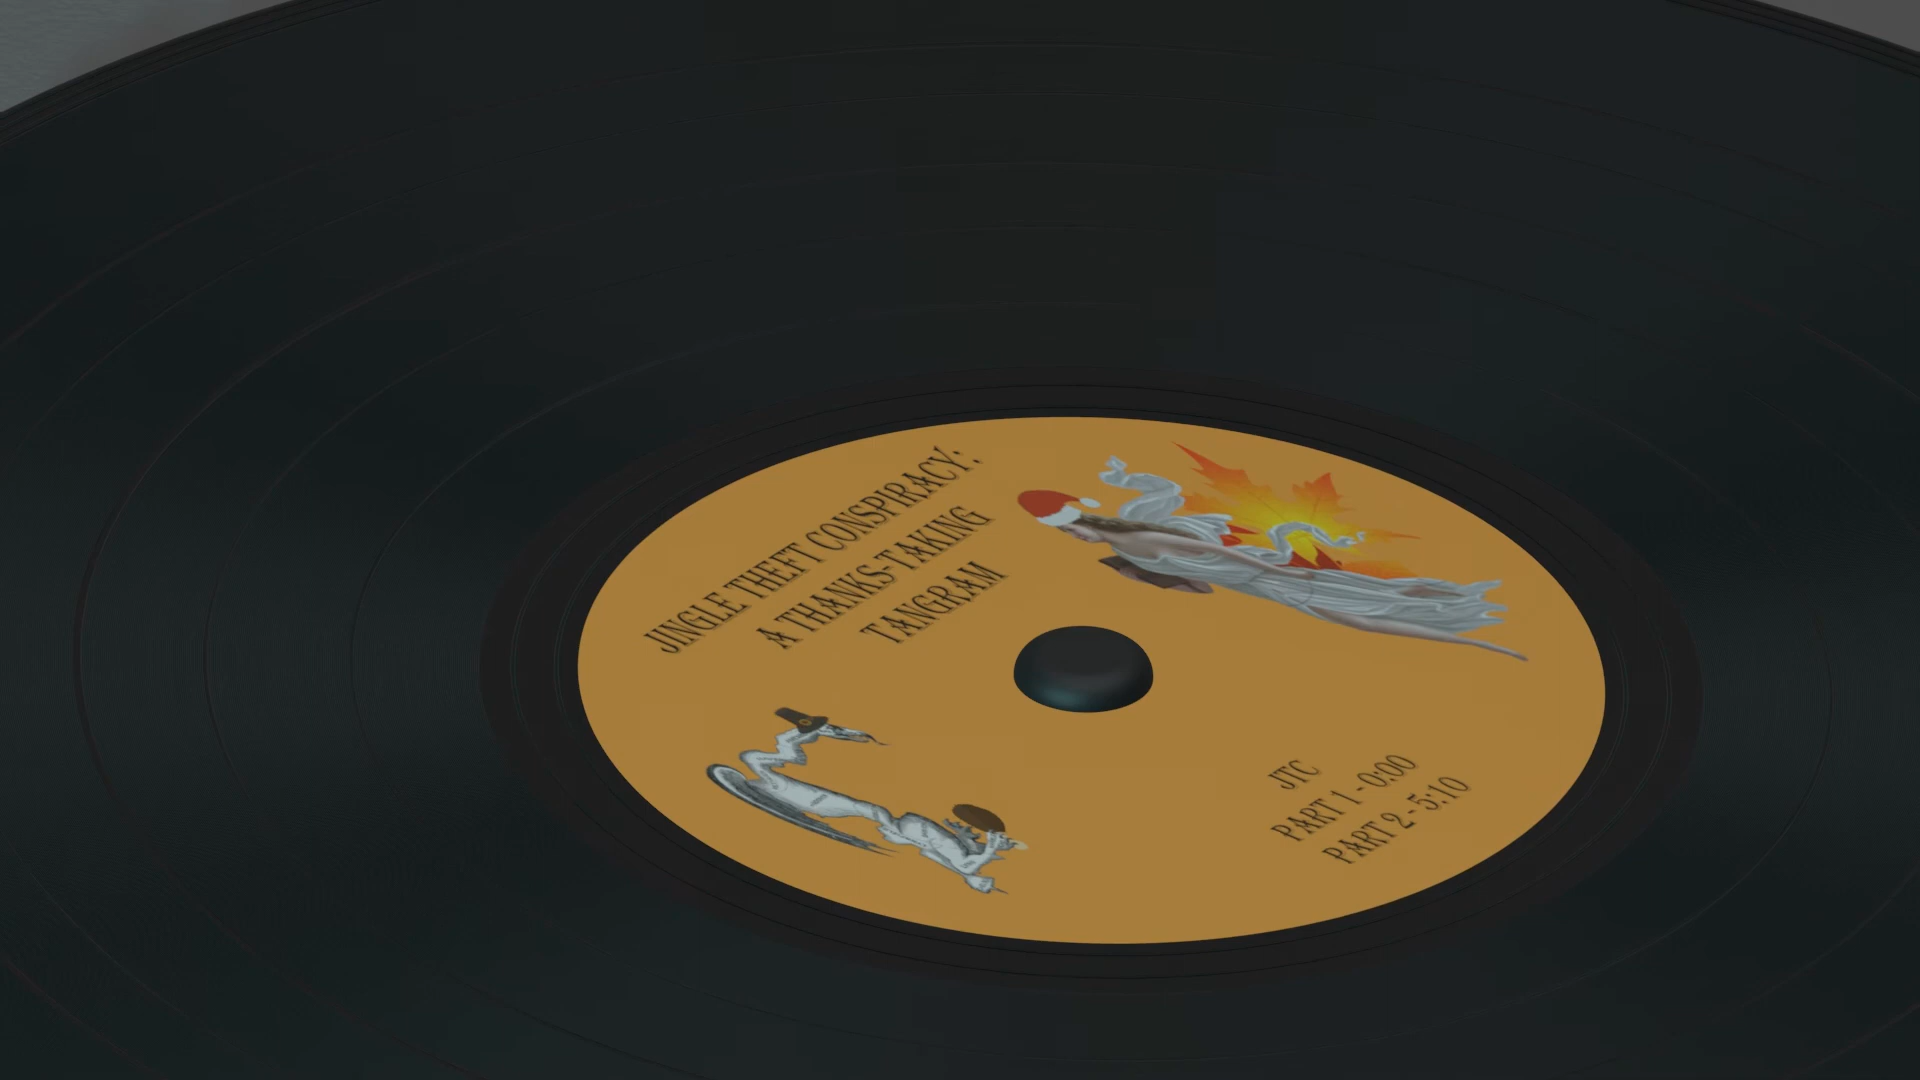 JINGLE THEFT CONSPIRACY:
A THANKS-TAKING
TANGRAM
JTC
PART 1 - 0:00
PART 2 - 5:10